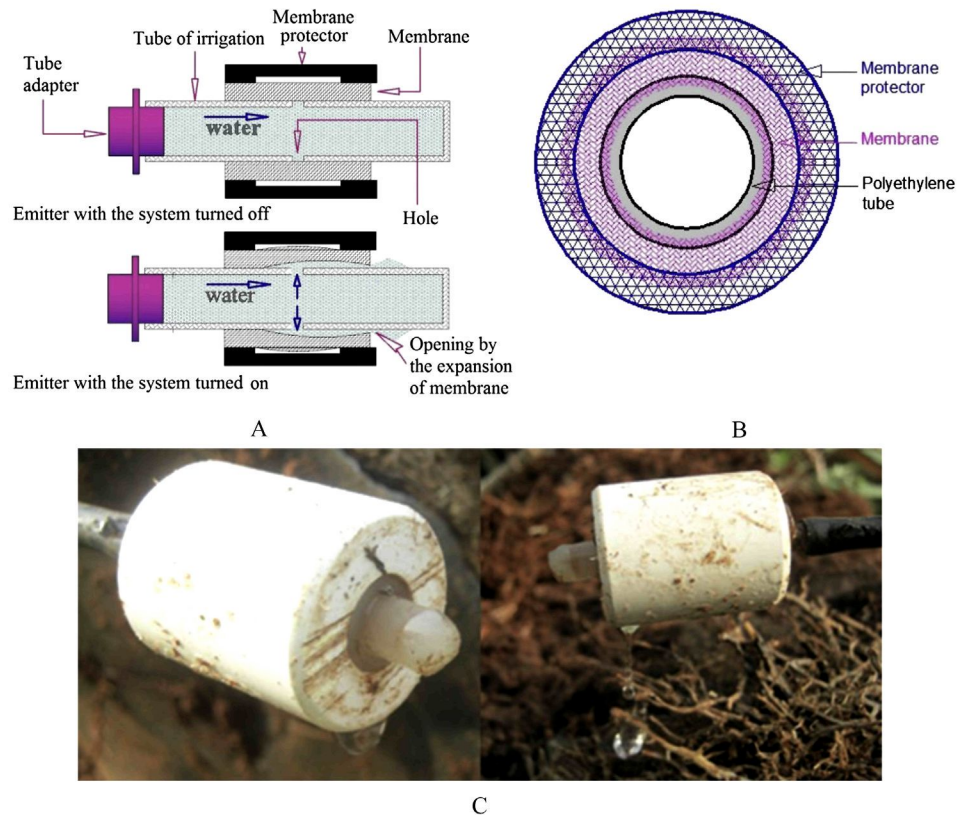 Membrane
protector
Tube of irrigation
Membrane
Tube
adapter
water
Emitter with the system turned off
Hole
water
Opening by
the expansion
of membrane
Emitter with the system turned on
A
Membrane
protector
Membrane
Polyethylene
tube
B
C